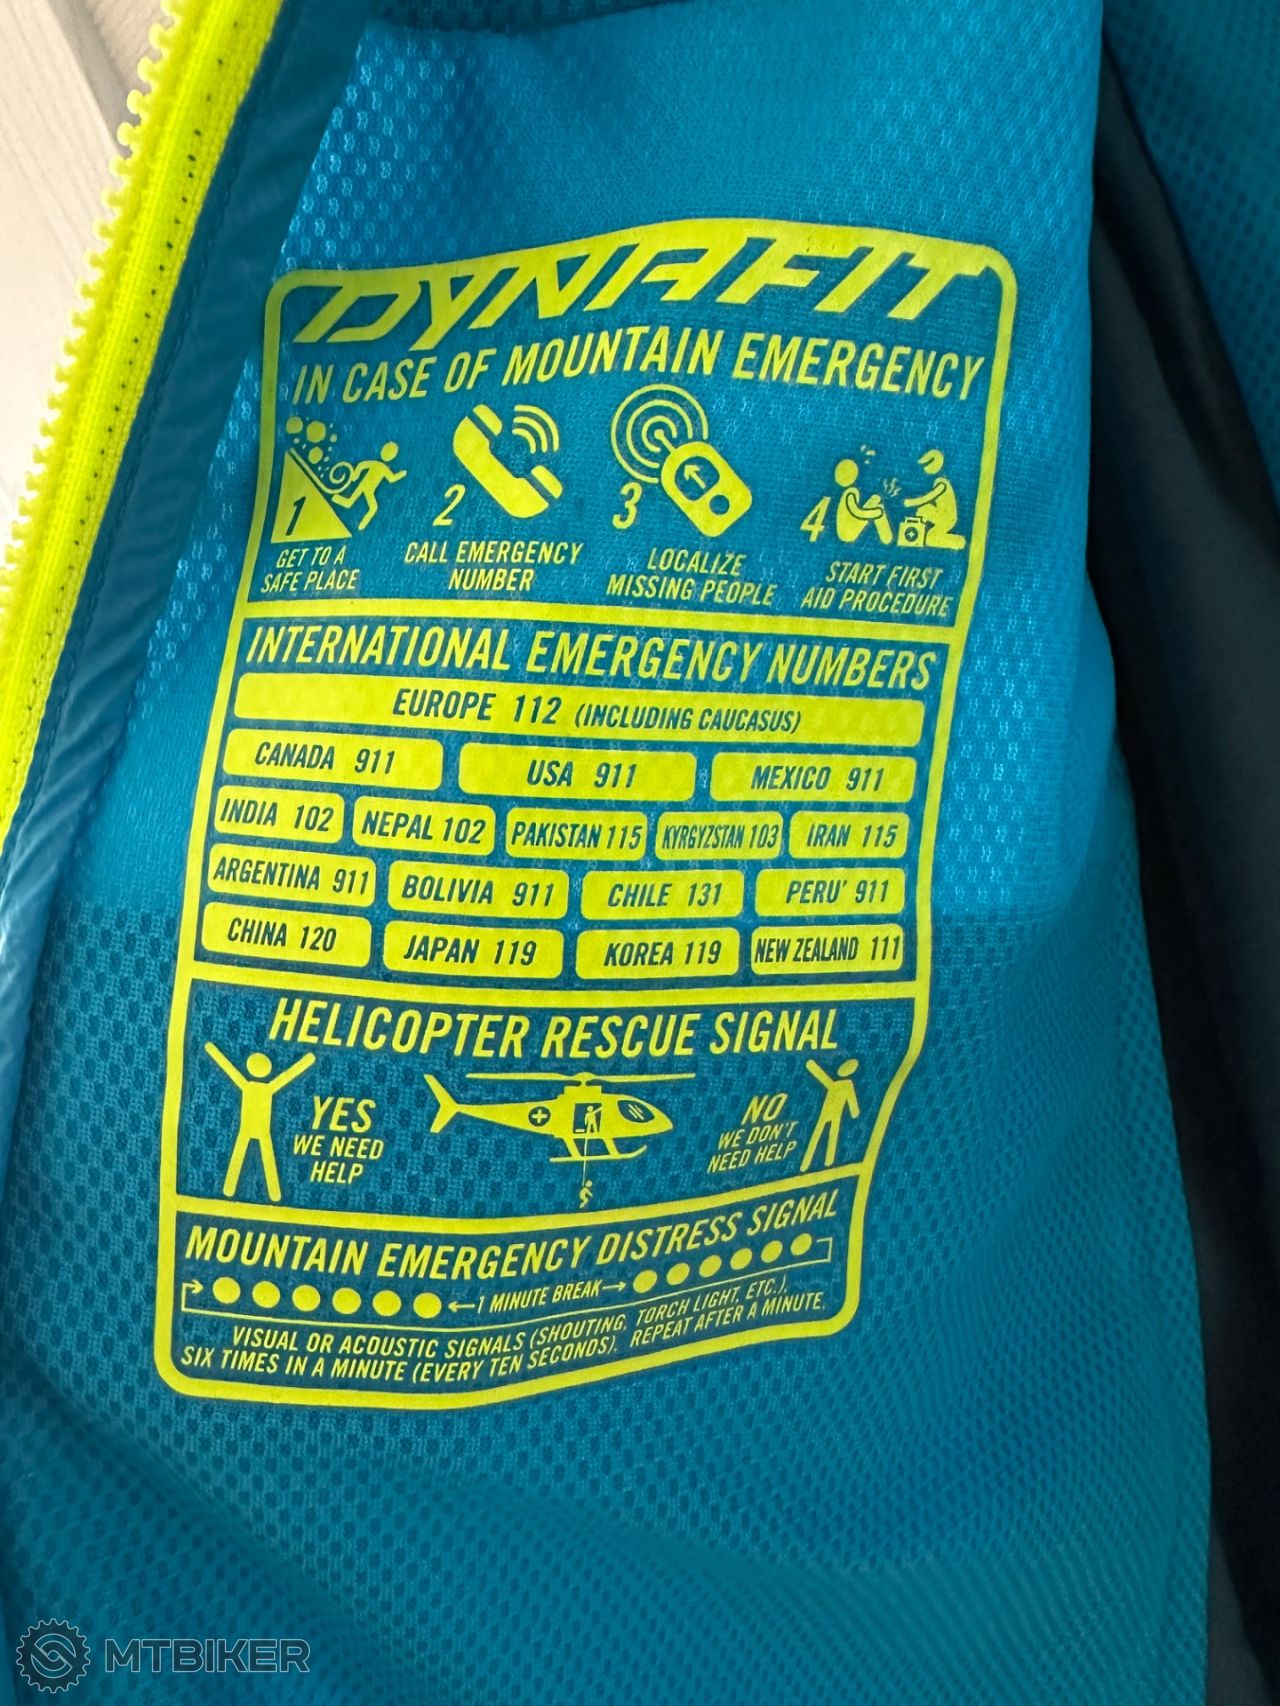 DYNAFIT
IN CASE OF MOUNTAIN EMERGENCY
1
GET TO A
SAFE PLACE
2
CALL EMERGENCY
NUMBER
3
LOCALIZE
MISSING PEOPLE
4
START FIRST
AID PROCEDURE
INTERNATIONAL EMERGENCY NUMBERS
EUROPE 112 (INCLUDING CAUCASUS)
CANADA 911
USA 911
MEXICO 911
INDIA 102
NEPAL 102
PAKISTAN 115
KYRGYZSTAN 103
IRAN 115
ARGENTINA 911
BOLIVIA 911
CHILE 131
PERU' 911
CHINA 120
JAPAN 119
KOREA 119
NEW ZEALAND 111
HELICOPTER RESCUE SIGNAL
YES
WE NEED
HELP
NO
WE DON'T
NEED HELP
MOUNTAIN EMERGENCY DISTRESS SIGNAL
1 MINUTE BREAK
VISUAL OR ACOUSTIC SIGNALS (SHOUTING, TORCH LIGHT, ETC.),
SIX TIMES IN A MINUTE (EVERY TEN SECONDS). REPEAT AFTER A MINUTE.
MTBIKER